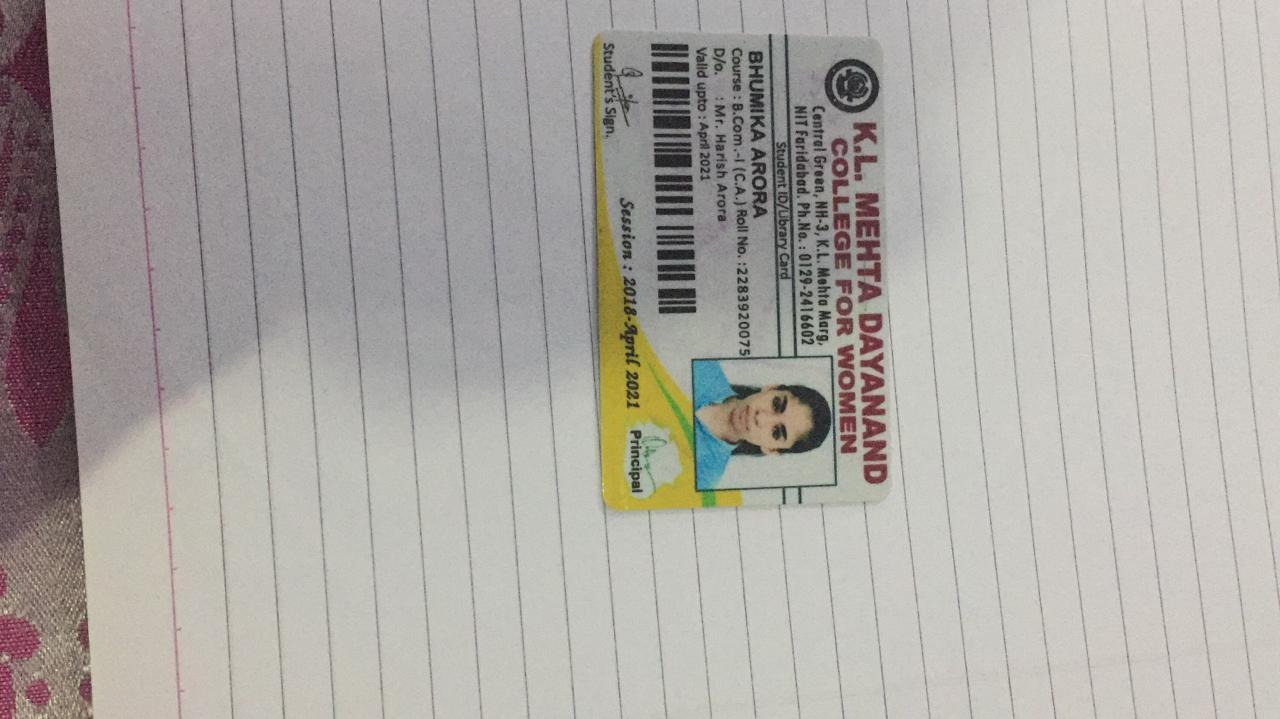 K.L. MEHTA DAYANAND
COLLEGE FOR WOMEN
Central Green, NH-3, K.L. Mehta Marg,
NIT Faridabad. Ph.No. : 0129-2416602
Student ID/Library Card
BHUMIKA ARORA
Course : B.Com.-I (C.A.) Roll No. :2283920075
D/o. : Mr. Harish Arora
Valid upto : April 2021
Student's Sign.
Session : 2018-April 2021
Principal